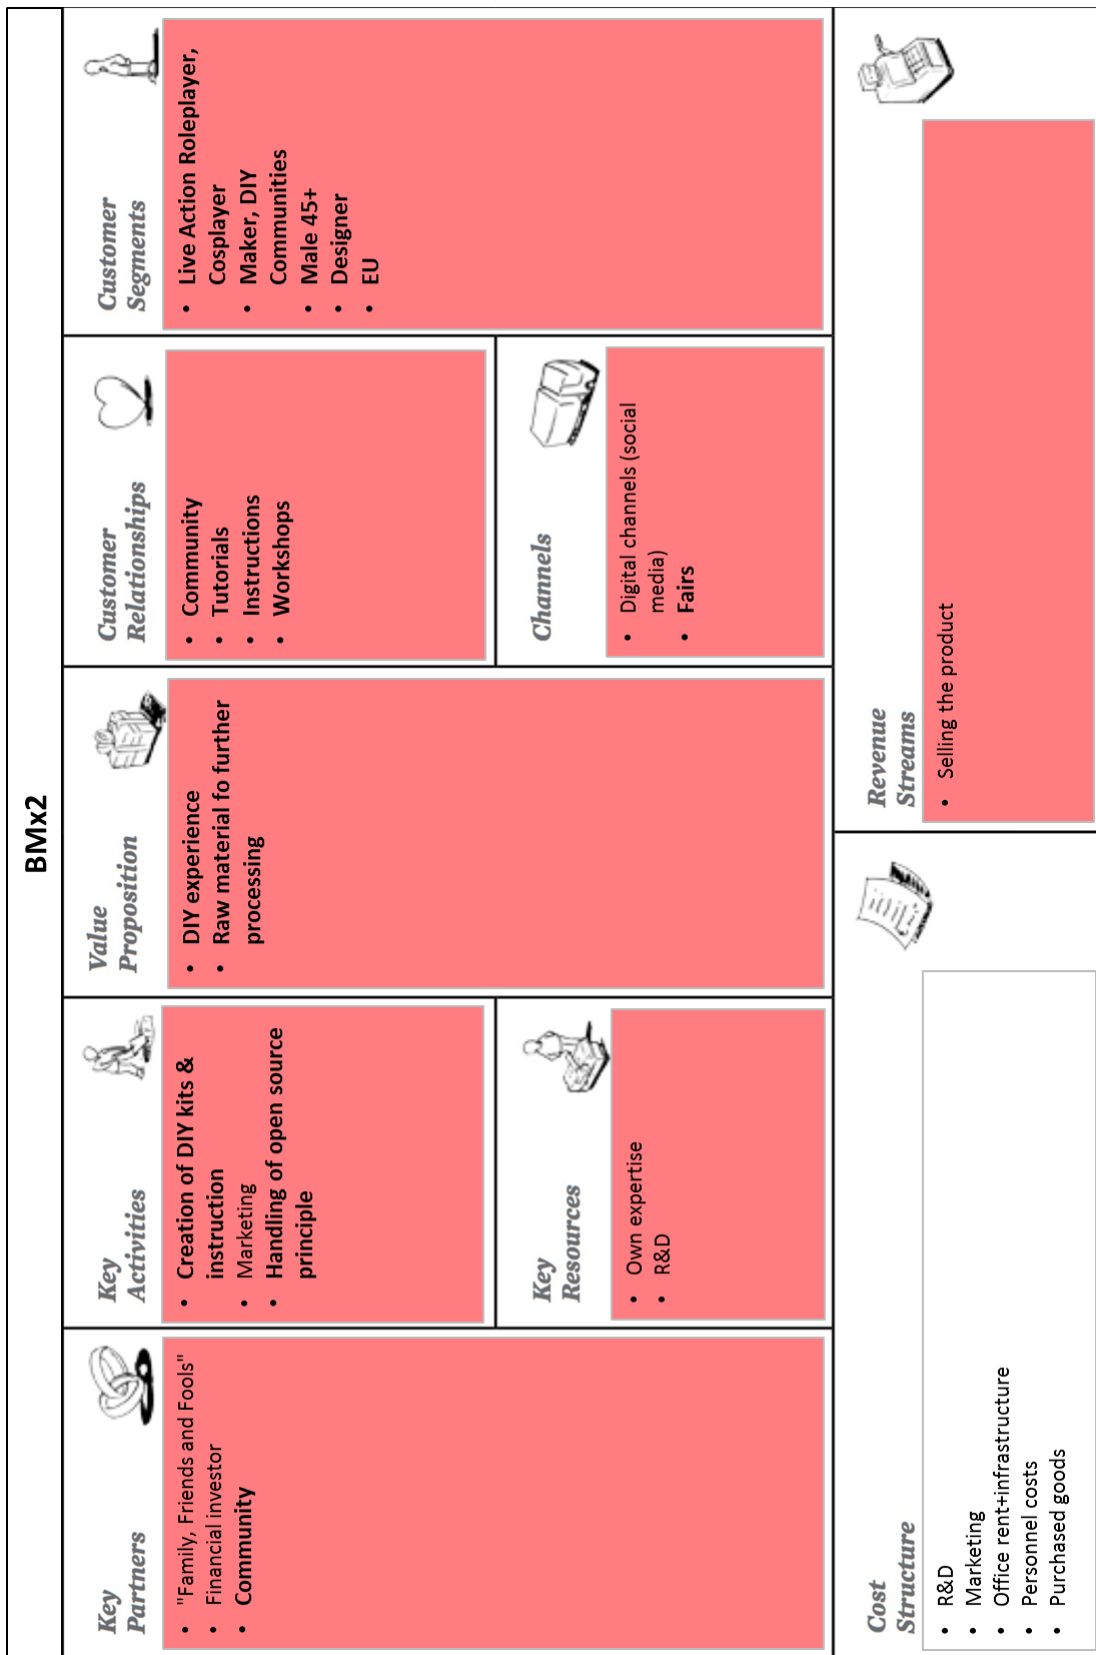 BMx2
Key
Partners
• "Family, Friends and Fools"
• Financial investor
• Community
Key
Activities
• Creation of DIY kits &
instruction
• Marketing
• Handling of open source
principle
Key
Resources
• Own expertise
• R&D
Value
Proposition
• DIY experience
• Raw material fo further
processing
Customer
Relationships
• Community
• Tutorials
• Instructions
• Workshops
Channels
• Digital channels (social
media)
• Fairs
Customer
Segments
• Live Action Roleplayer,
Cosplayer
• Maker, DIY
Communities
• Male 45+
• Designer
• EU
Cost
Structure
• R&D
• Marketing
• Office rent+infrastructure
• Personnel costs
• Purchased goods
Revenue
Streams
• Selling the product